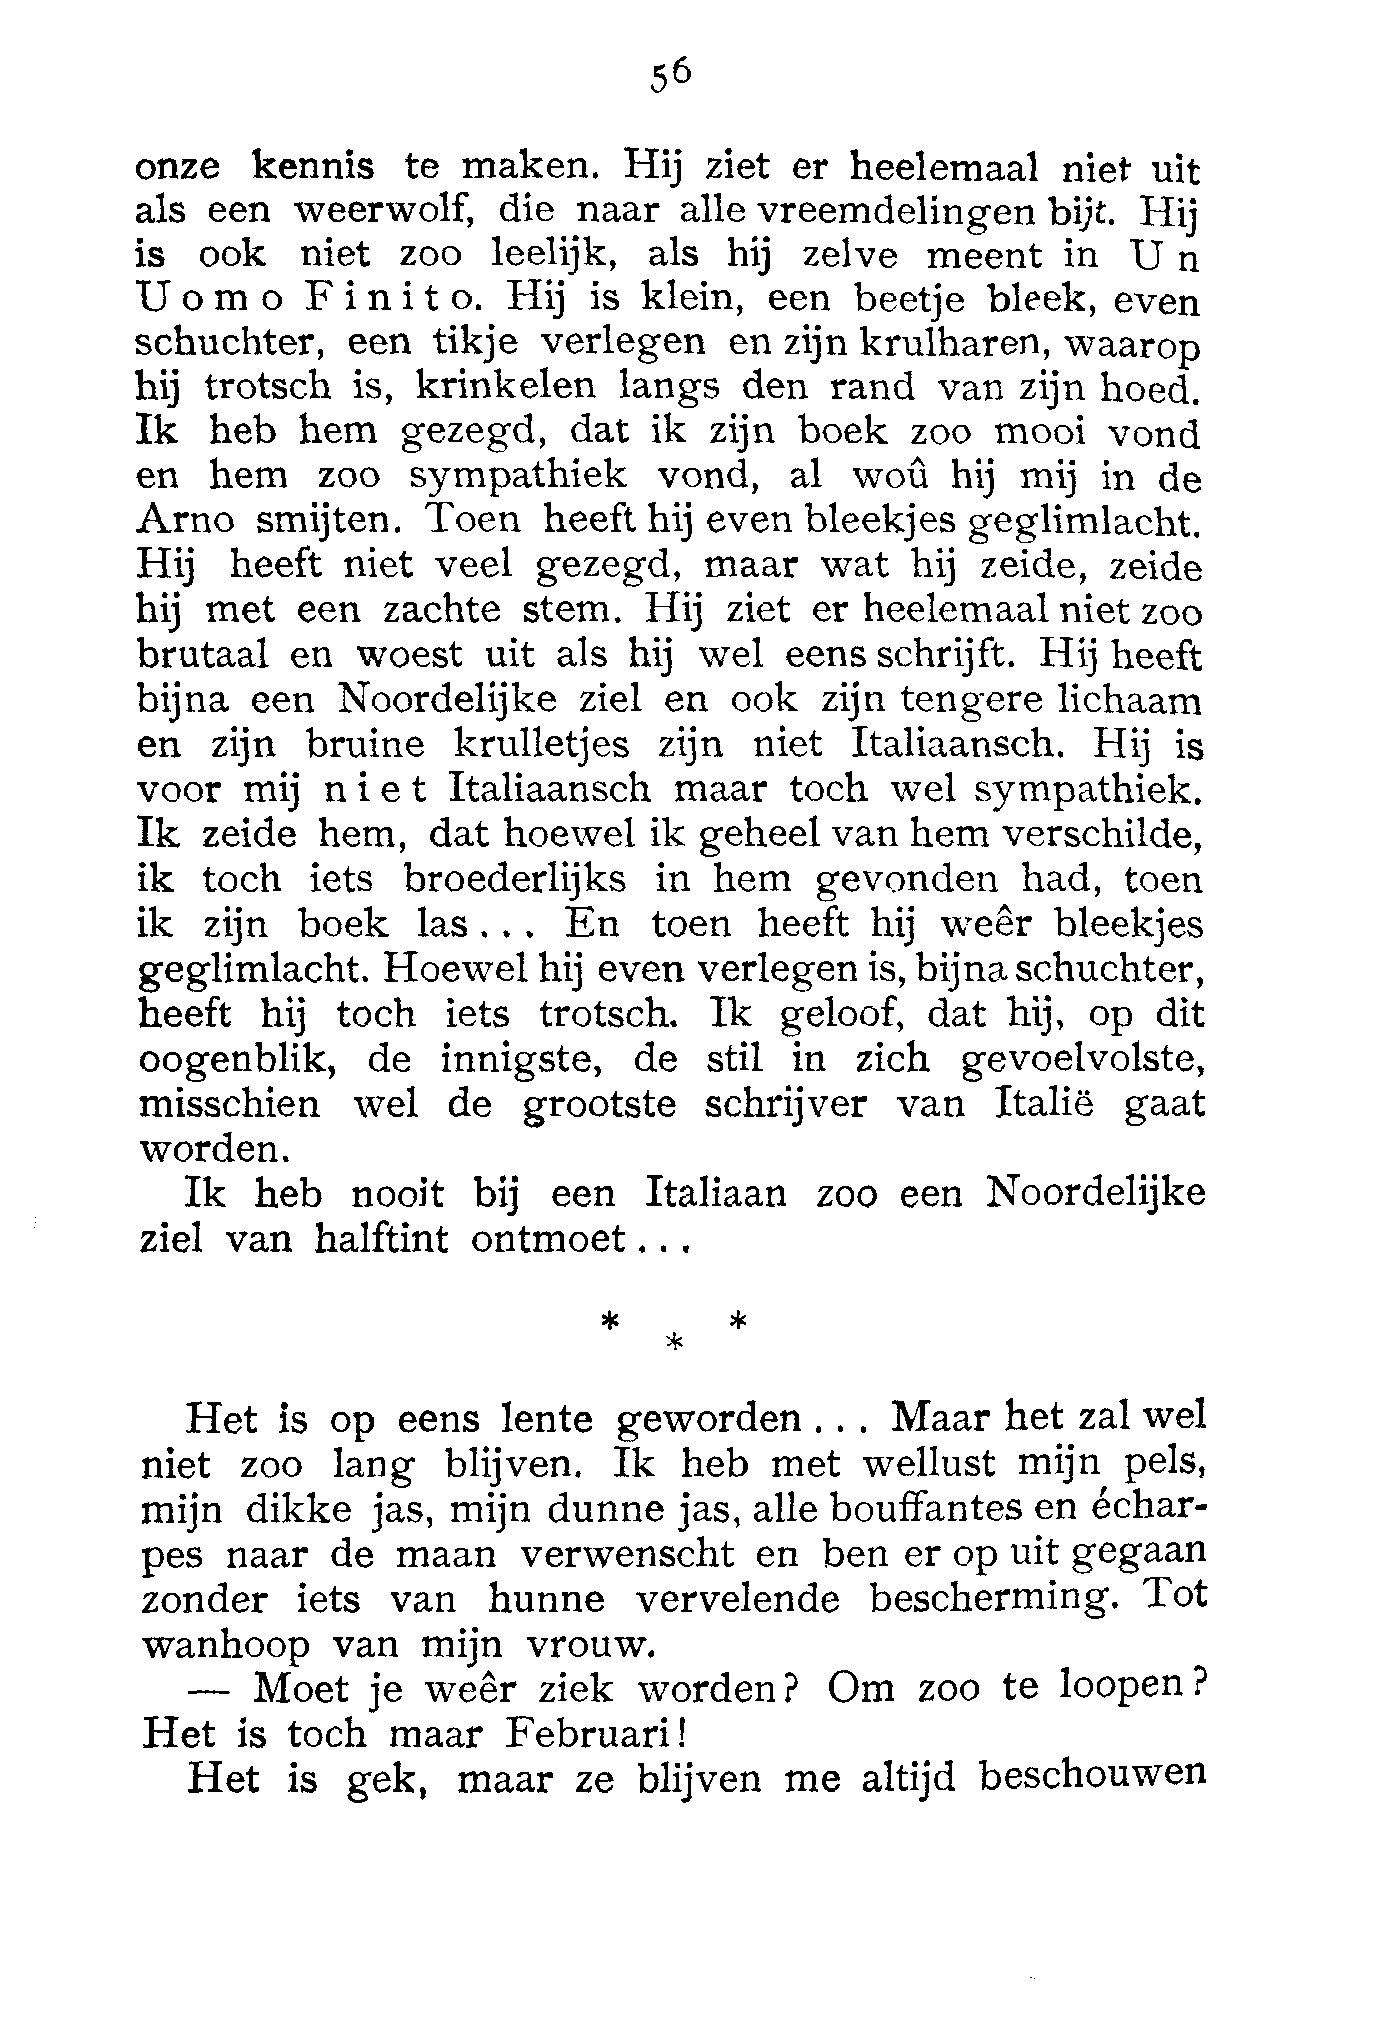 56
onze kennis te maken. Hij ziet er heelemaal niet uit
als een weerwolf, die naar alle vreemdelingen bijt. Hij
is ook niet zoo leelijk, als hij zelve meent in U n
U o m o F i n i t o. Hij is klein, een beetje bleek, even
schuchter, een tikje verlegen en zijn krulharen, waarop
hij trotsch is, krinkelen langs den rand van zijn hoed.
Ik heb hem gezegd, dat ik zijn boek zoo mooi vond
en hem zoo sympathiek vond, al woû hij mij in de
Arno smijten. Toen heeft hij even bleekjes geglimlacht.
Hij heeft niet veel gezegd, maar wat hij zeide, zeide
hij met een zachte stem. Hij ziet er heelemaal niet zoo
brutaal en woest uit als hij wel eens schrijft. Hij heeft
bijna een Noordelijke ziel en ook zijn tengere lichaam
en zijn bruine krulletjes zijn niet Italiaansch. Hij is
voor mij n i e t Italiaansch maar toch wel sympathiek.
Ik zeide hem, dat hoewel ik geheel van hem verschilde,
ik toch iets broederlijks in hem gevonden had, toen
ik zijn boek las... En toen heeft hij weêr bleekjes
geglimlacht. Hoewel hij even verlegen is, bijna schuchter,
heeft hij toch iets trotsch. Ik geloof, dat hij, op dit
oogenblik, de innigste, de stil in zich gevoelvolste,
misschien wel de grootste schrijver van Italië gaat
worden.
Ik heb nooit bij een Italiaan zoo een Noordelijke
ziel van halftint ontmoet...
* * *
Het is op eens lente geworden... Maar het zal wel
niet zoo lang blijven. Ik heb met wellust mijn pels,
mijn dikke jas, mijn dunne jas, alle bouffantes en échar-
pes naar de maan verwenscht en ben er op uit gegaan
zonder iets van hunne vervelende bescherming. Tot
wanhoop van mijn vrouw.
— Moet je weêr ziek worden? Om zoo te loopen?
Het is toch maar Februari!
Het is gek, maar ze blijven me altijd beschouwen